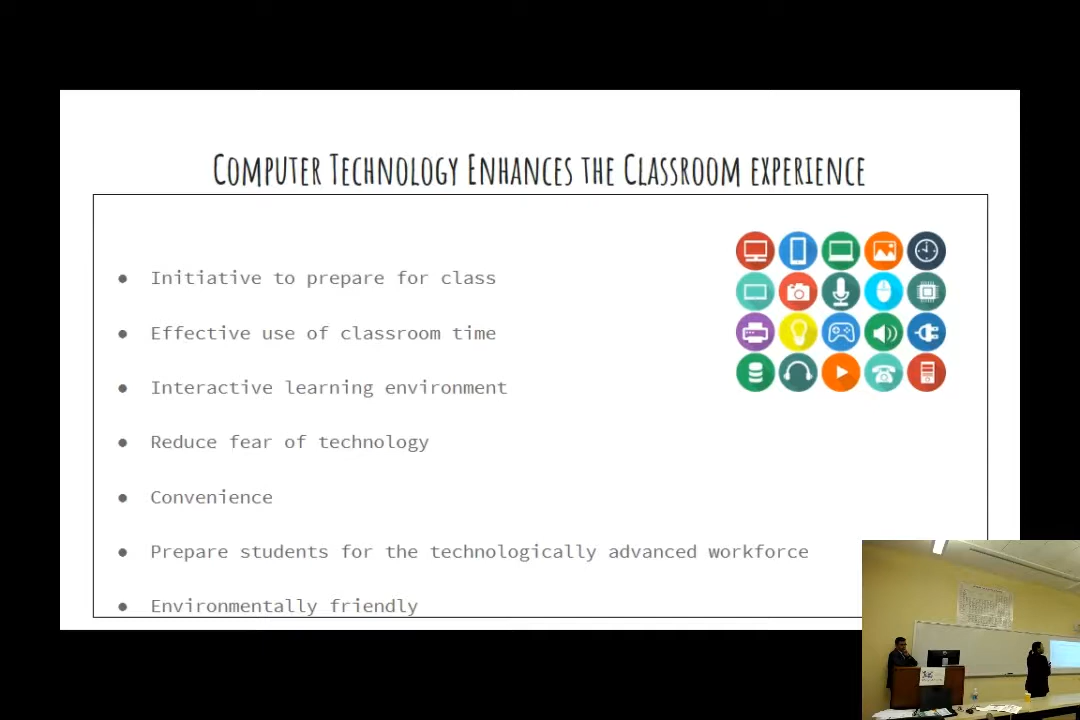 Computer Technology Enhances the Classroom experience
● Initiative to prepare for class
● Effective use of classroom time
● Interactive learning environment
● Reduce fear of technology
● Convenience
● Prepare students for the technologically advanced workforce
● Environmentally friendly